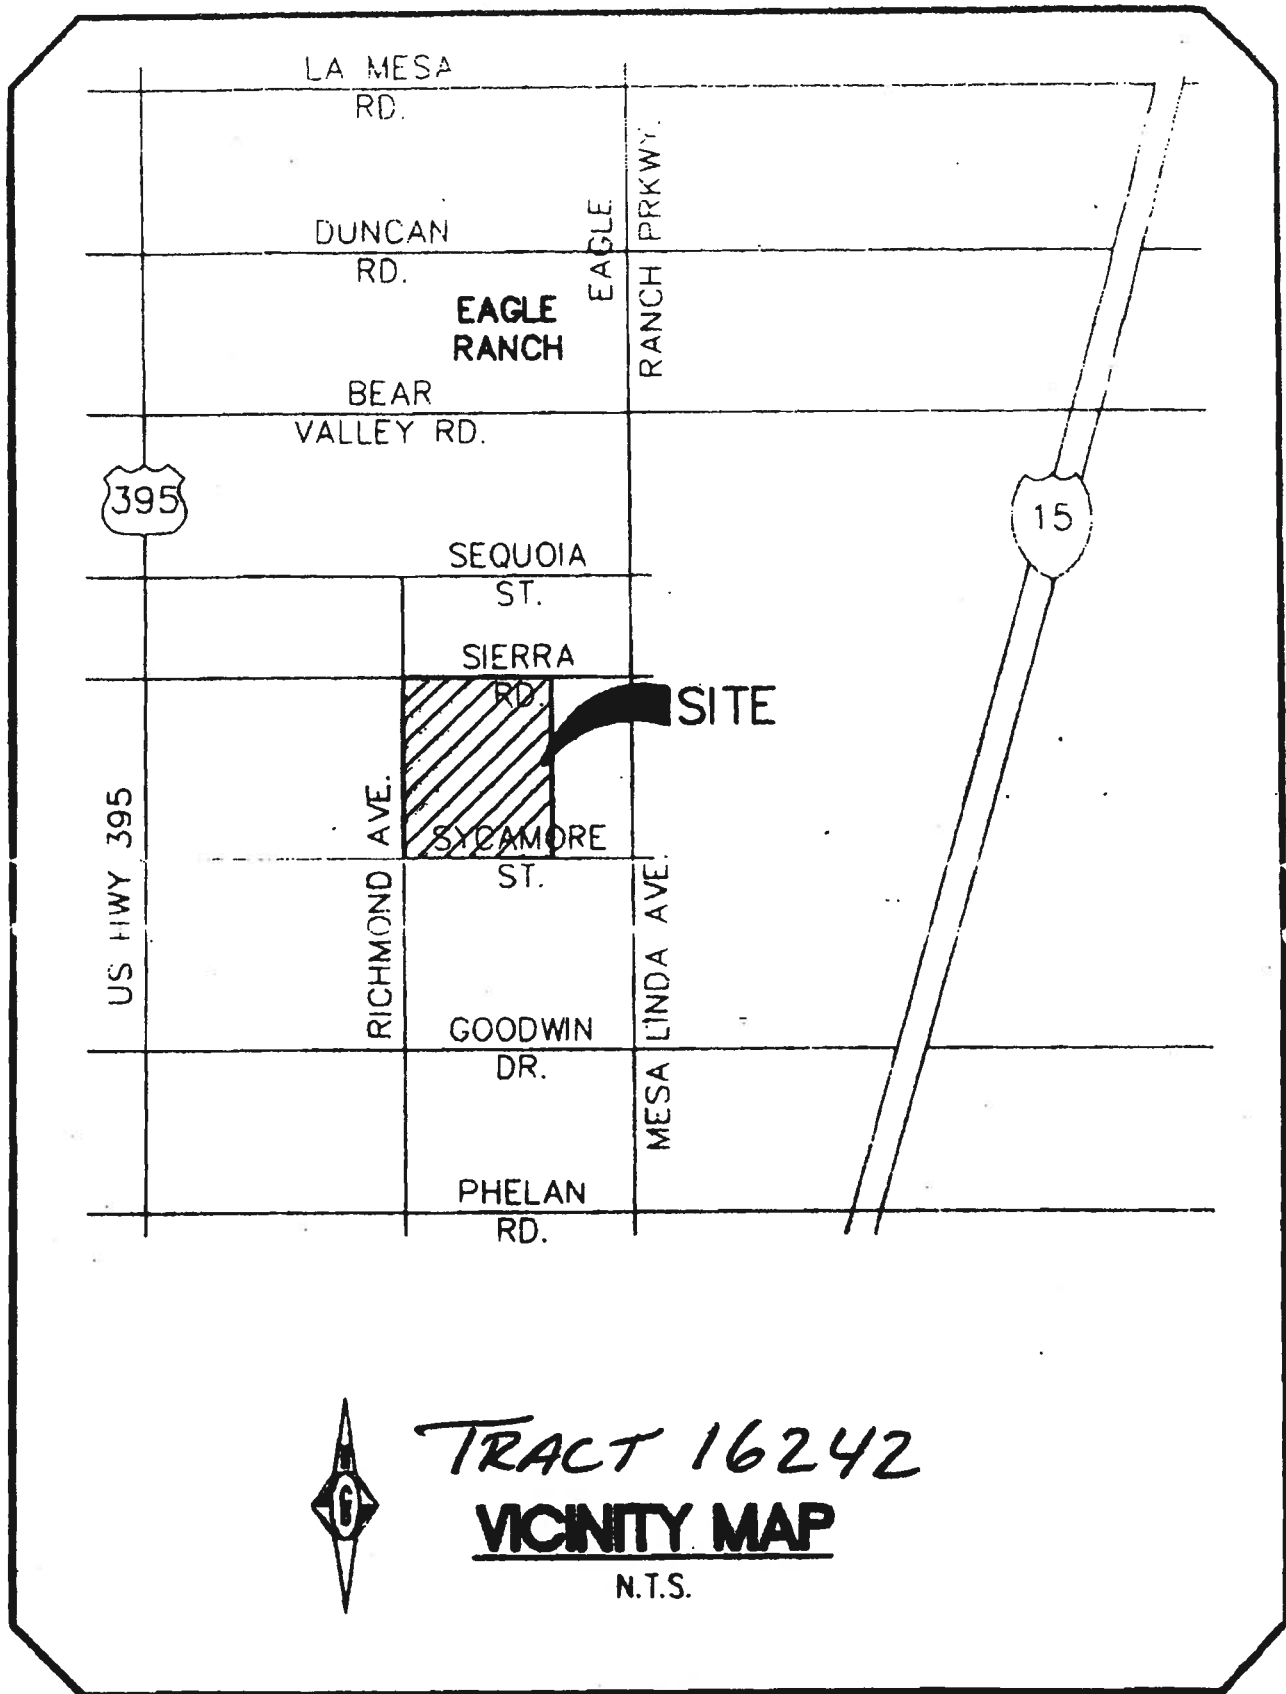 LA MESA
RD.
DUNCAN
RD.
EAGLE
RANCH PRKWY.
EAGLE
RANCH
BEAR
VALLEY RD.
395
15
SEQUOIA
ST.
SIERRA
RD.
SITE
US HWY 395
RICHMOND AVE.
SYCAMORE
ST.
MESA LINDA AVE.
GOODWIN
DR.
PHELAN
RD.
TRACT 16242
VICINITY MAP
N.T.S.